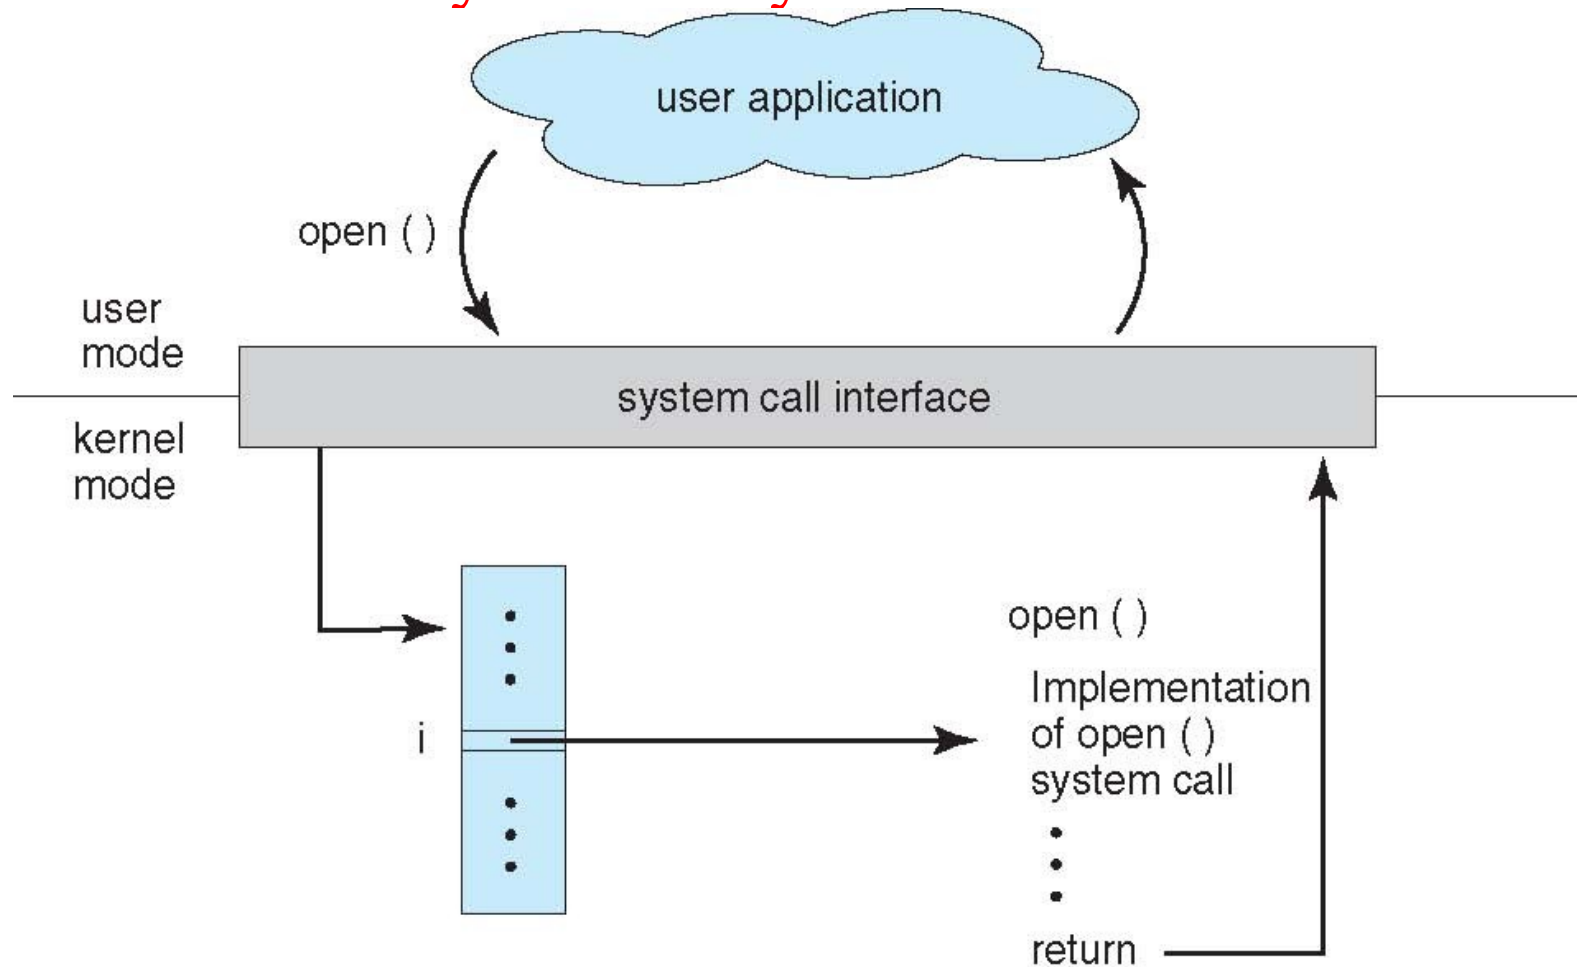 user application
open ( )
user
mode
system call interface
kernel
mode
open ( )
Implementation
of open ( )
system call
i
return